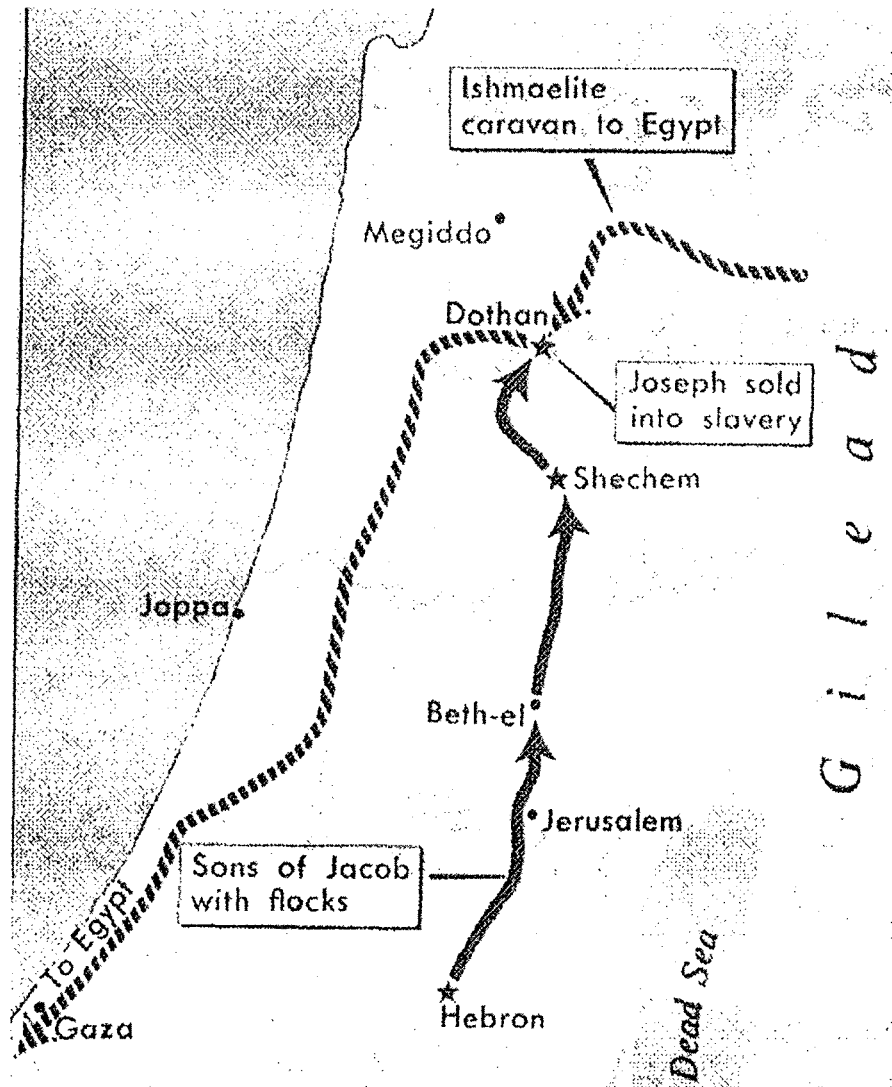 Ishmaelite
caravan to Egypt
Megiddo
Dothan
Joseph sold
into slavery
Shechem
Gilead
Joppa
Beth-el
Jerusalem
Sons of Jacob
with flocks
To Egypt
Gaza
Hebron
Dead Sea